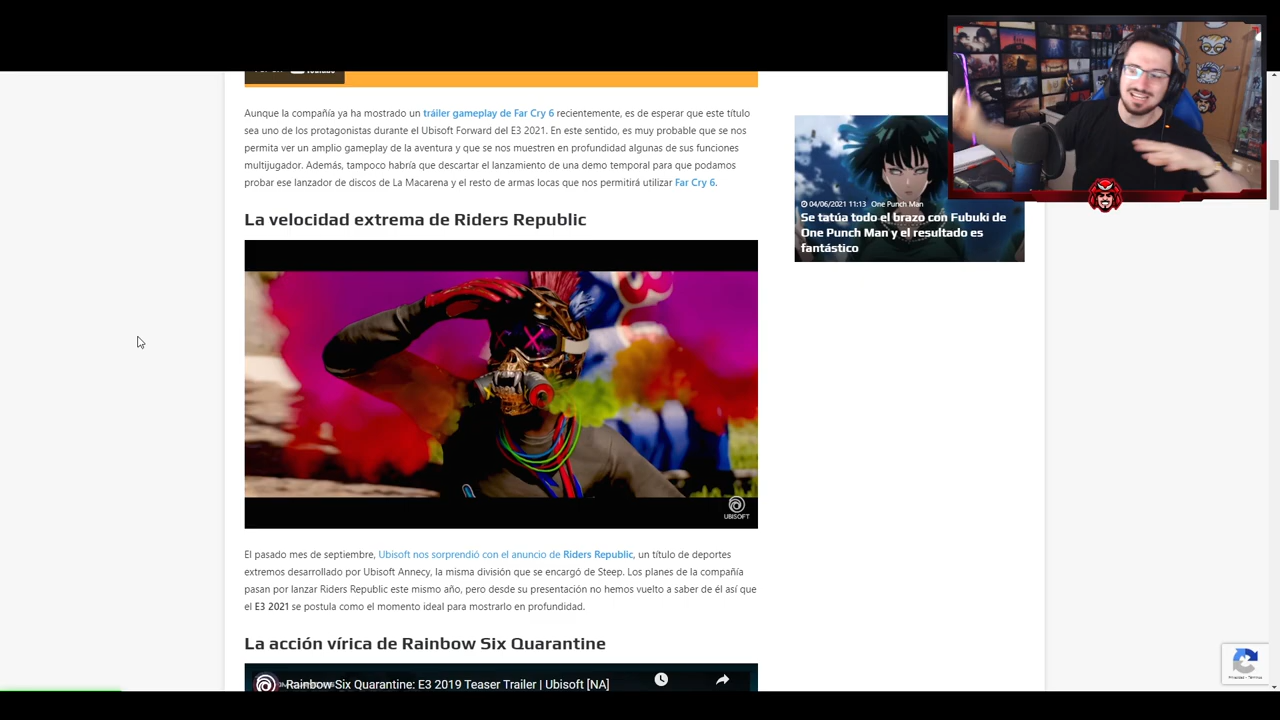 Aunque la compañía ya ha mostrado un tráiler gameplay de Far Cry 6 recientemente, es de esperar que este título
sea uno de los protagonistas durante el Ubisoft Forward del E3 2021. En este sentido, es muy probable que se nos
permita ver un amplio gameplay de la aventura y que se nos muestren en profundidad algunas de sus funciones
multijugador. Además, tampoco habría que descartar el lanzamiento de una demo temporal para que podamos
probar ese lanzador de discos de La Macarena y el resto de armas locas que nos permitirá utilizar Far Cry 6.
La velocidad extrema de Riders Republic
UBISOFT
El pasado mes de septiembre, Ubisoft nos sorprendió con el anuncio de Riders Republic, un título de deportes
extremos desarrollado por Ubisoft Annecy, la misma división que se encargó de Steep. Los planes de la compañía
pasan por lanzar Riders Republic este mismo año, pero desde su presentación no hemos vuelto a saber de él así que
el E3 2021 se postula como el momento ideal para mostrarlo en profundidad.
La acción vírica de Rainbow Six Quarantine
Rainbow Six Quarantine: E3 2019 Teaser Trailer | Ubisoft [NA]
04/06/2021 11:13 One Punch Man
Se tatúa todo el brazo con Fubuki de
One Punch Man y el resultado es
fantástico
Privacidad - Términos